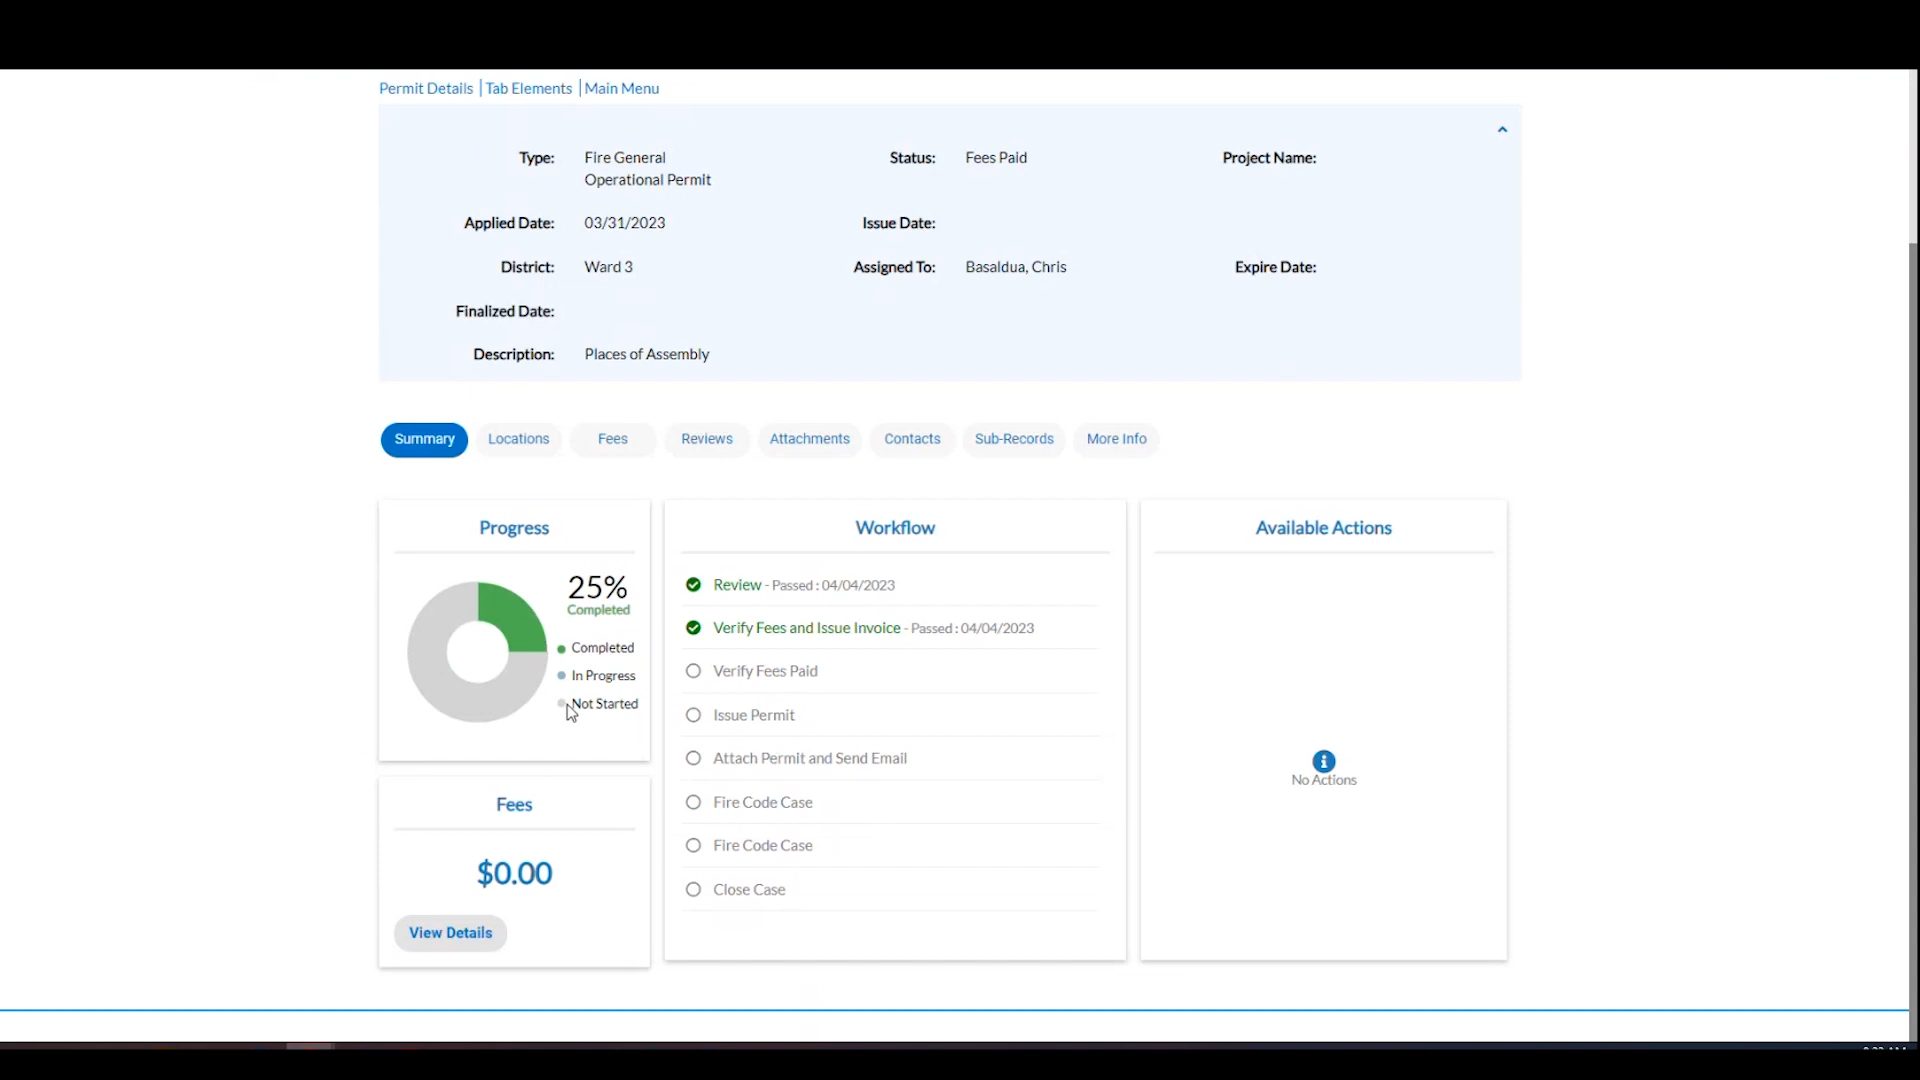 Permit Details | Tab Elements | Main Menu
Type: Fire General Operational Permit
Status: Fees Paid
Project Name:
Applied Date: 03/31/2023
Issue Date:
District: Ward 3
Assigned To: Basaldua, Chris
Expire Date:
Finalized Date:
Description: Places of Assembly
Summary Locations Fees Reviews Attachments Contacts Sub-Records More Info
Progress
25%
Completed
Completed
In Progress
Not Started
Fees
$0.00
View Details
Workflow
Review - Passed : 04/04/2023
Verify Fees and Issue Invoice - Passed : 04/04/2023
Verify Fees Paid
Issue Permit
Attach Permit and Send Email
Fire Code Case
Fire Code Case
Close Case
Available Actions
No Actions